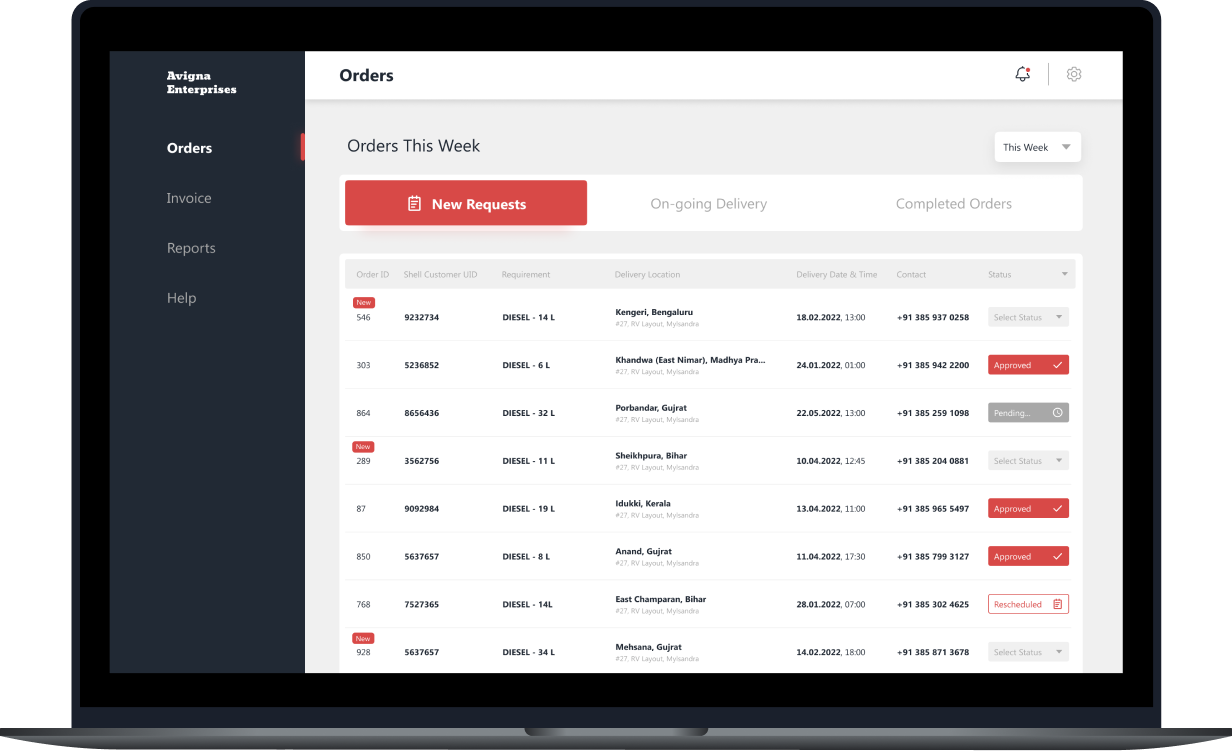 Avigna
Enterprises
Orders
Invoice
Reports
Help
Orders
Orders This Week
This Week
New Requests On-going Delivery Completed Orders
Order ID Shell Customer UID Requirement Delivery Location Delivery Date & Time Contact Status
New
546 9232734 DIESEL - 14 L Kengeri, Bengaluru 18.02.2022, 13:00 +91 385 937 0258 Select Status
#27, RV Layout, Mylsandra
303 5236852 DIESEL - 6 L Khandwa (East Nimar), Madhya Pra... 24.01.2022, 01:00 +91 385 942 2200 Approved
#27, RV Layout, Mylsandra
864 8656436 DIESEL - 32 L Porbandar, Gujrat 22.05.2022, 13:00 +91 385 259 1098 Pending...
#27, RV Layout, Mylsandra
New
289 3562756 DIESEL - 11 L Sheikhpura, Bihar 10.04.2022, 12:45 +91 385 204 0881 Select Status
#27, RV Layout, Mylsandra
87 9092984 DIESEL - 19 L Idukki, Kerala 13.04.2022, 11:00 +91 385 965 5497 Approved
#27, RV Layout, Mylsandra
850 5637657 DIESEL - 8 L Anand, Gujrat 11.04.2022, 17:30 +91 385 799 3127 Approved
#27, RV Layout, Mylsandra
768 7527365 DIESEL - 14L East Champaran, Bihar 28.01.2022, 07:00 +91 385 302 4625 Rescheduled
#27, RV Layout, Mylsandra
New
928 5637657 DIESEL - 34 L Mehsana, Gujrat 14.02.2022, 18:00 +91 385 871 3678 Select Status
#27, RV Layout, Mylsandra